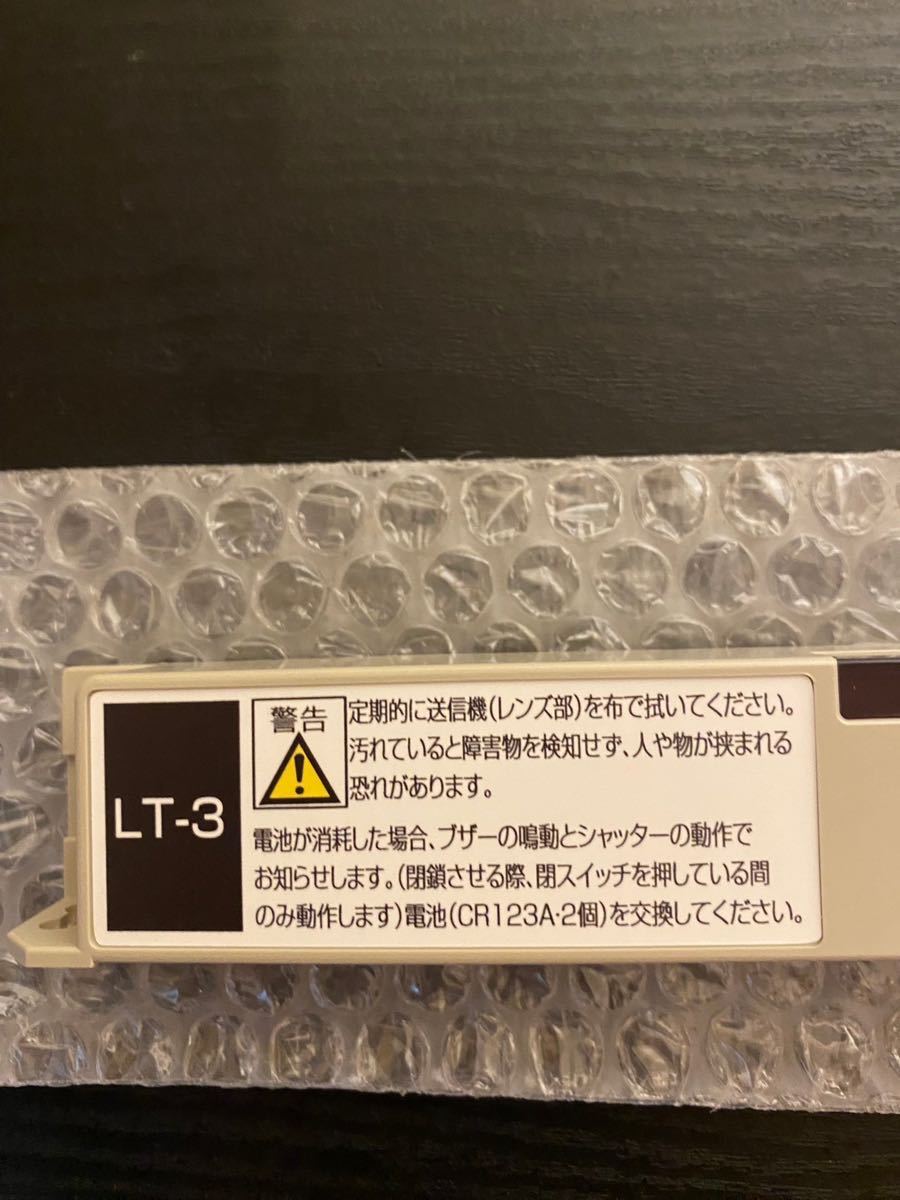 LT-3
警告
定期的に送信機(レンズ部)を布で拭いてください。
汚れていると障害物を検知せず、人や物が挟まれる
恐れがあります。
電池が消耗した場合、ブザーの鳴動とシャッターの動作で
お知らせします。(閉鎖させる際、閉スイッチを押している間
のみ動作します)電池(CR123A・2個)を交換してください。